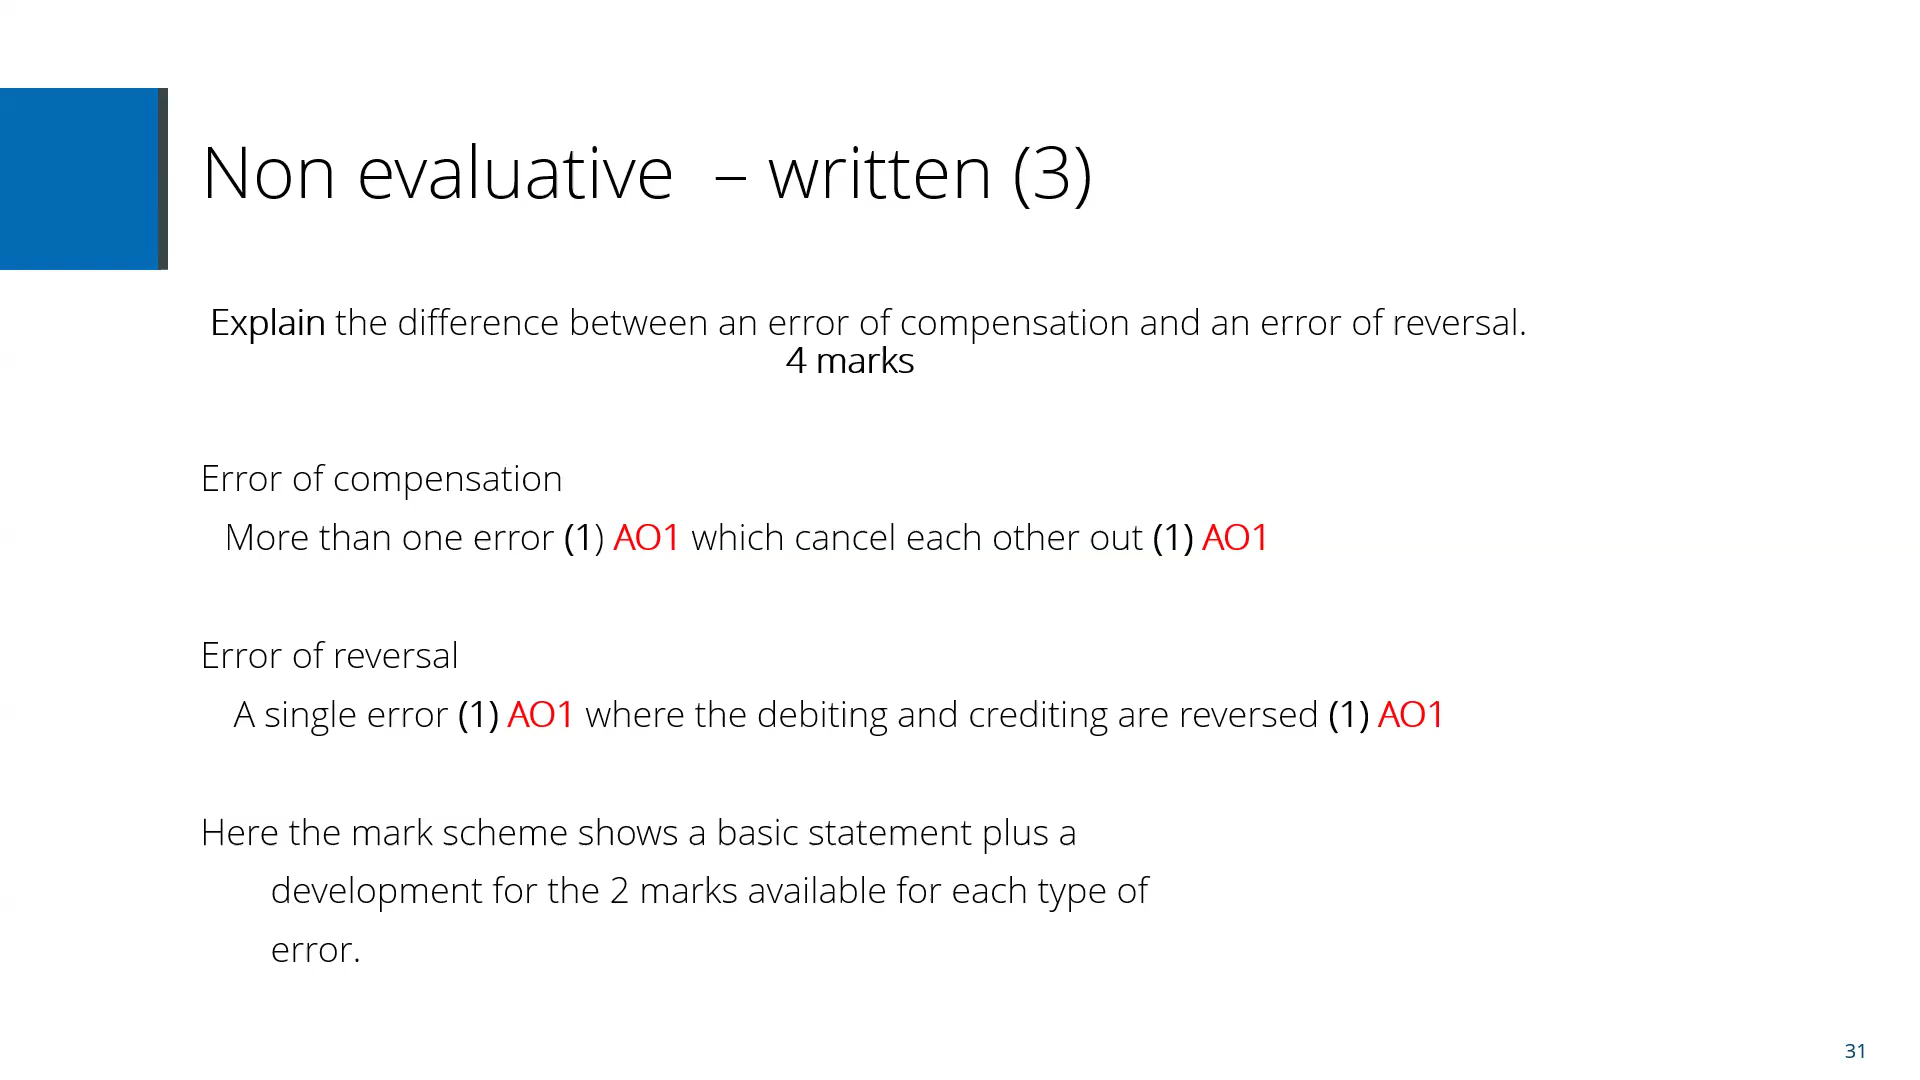 Non evaluative – written (3)
Explain the difference between an error of compensation and an error of reversal.
4 marks
Error of compensation
More than one error (1) AO1 which cancel each other out (1) AO1
Error of reversal
A single error (1) AO1 where the debiting and crediting are reversed (1) AO1
Here the mark scheme shows a basic statement plus a
development for the 2 marks available for each type of
error.
31